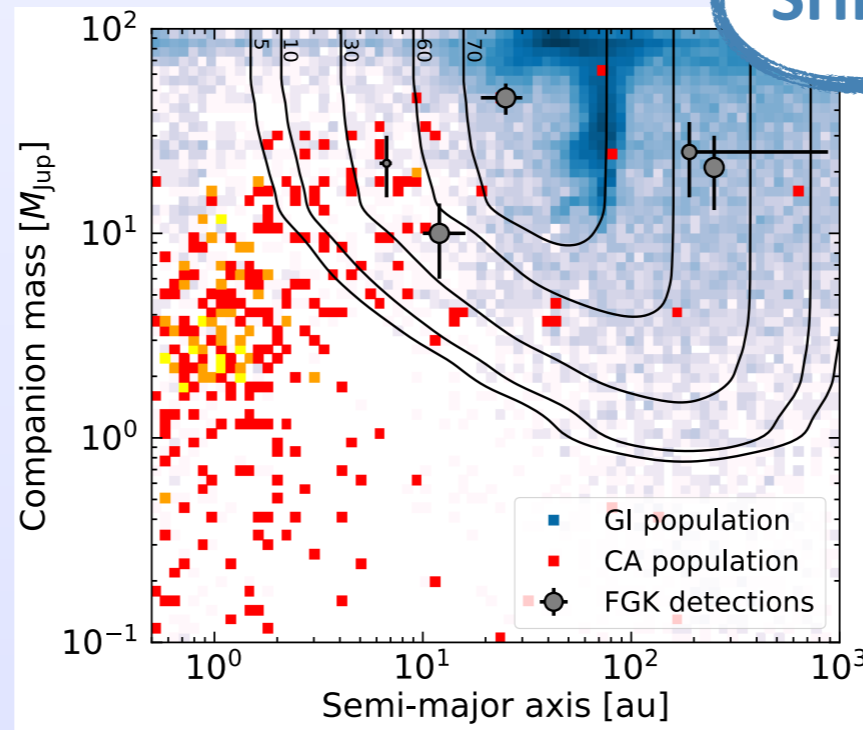 10²
5
10
30
60
70
10¹
10⁰
10⁻¹
Companion mass [M_Jup]
GI population
CA population
FGK detections
10⁰
10¹
10²
10³
Semi-major axis [au]